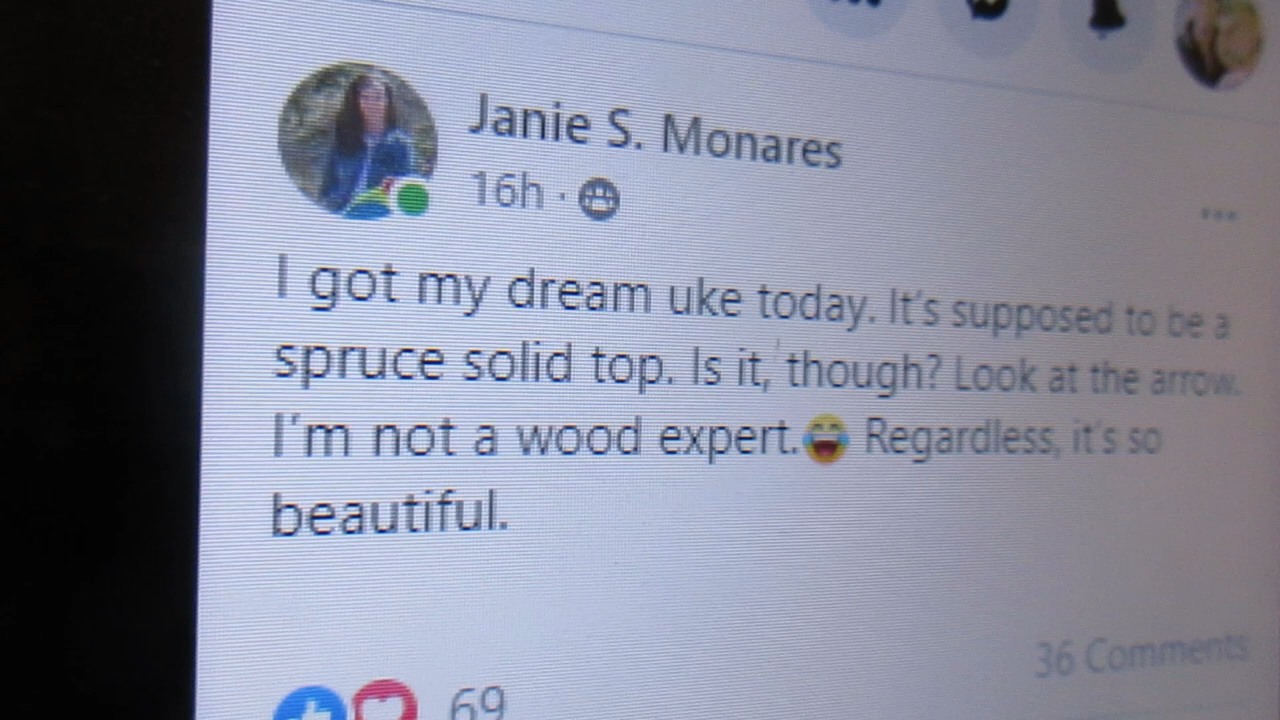 Janie S. Monares
16h ·
I got my dream uke today. It's supposed to be a
spruce solid top. Is it, though? Look at the arrow.
I'm not a wood expert.😂 Regardless, it's so
beautiful.
36 Comments
69